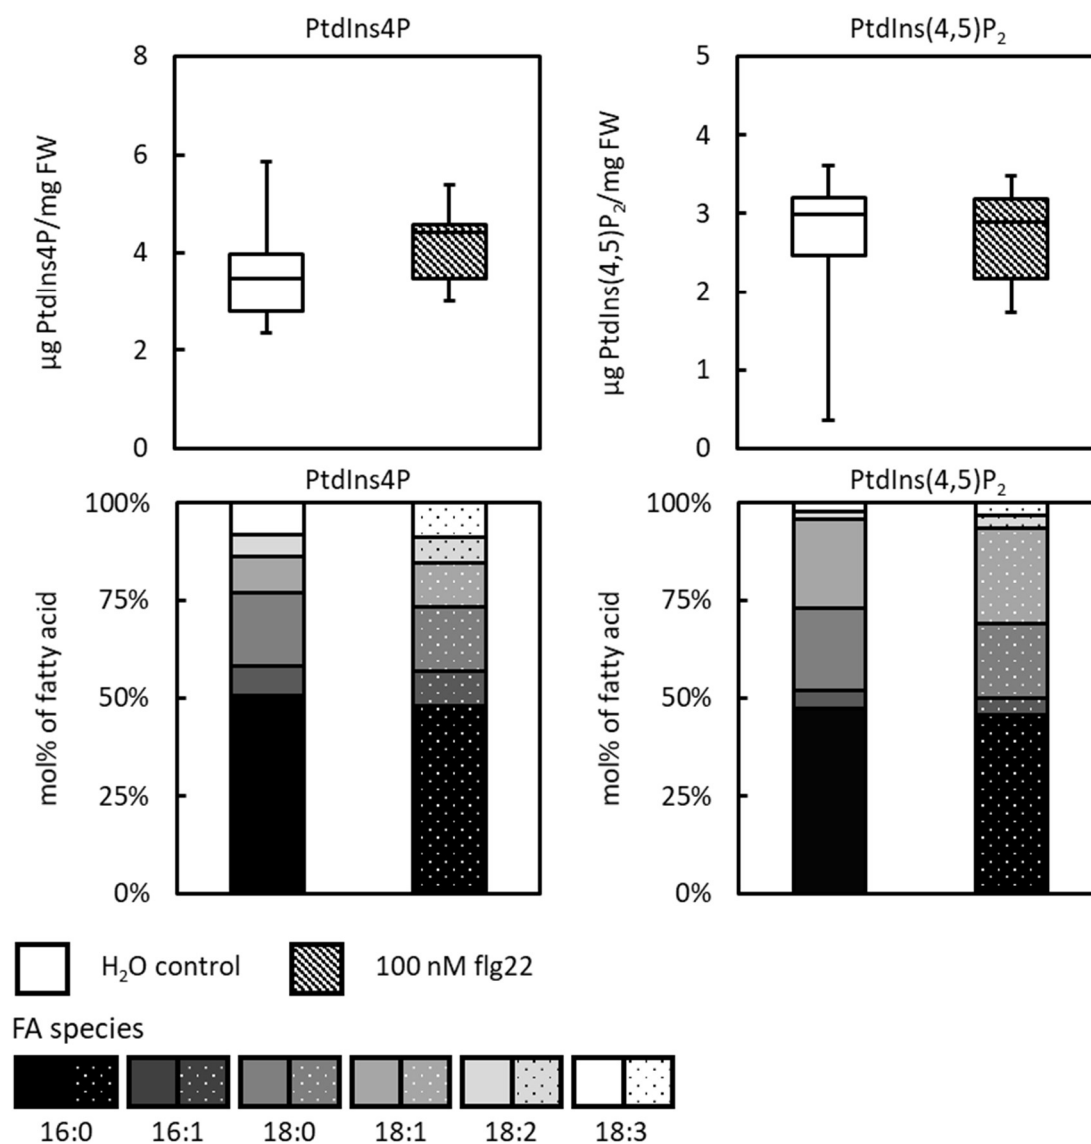 PtdIns4P
PtdIns(4,5)P₂
µg PtdIns4P/mg FW
8
6
4
2
0
µg PtdIns(4,5)P₂/mg FW
5
4
3
2
1
0
PtdIns4P
PtdIns(4,5)P₂
mol% of fatty acid
100%
75%
50%
25%
0%
mol% of fatty acid
100%
75%
50%
25%
0%
H₂O control
100 nM flg22
FA species
16:0 16:1 18:0 18:1 18:2 18:3